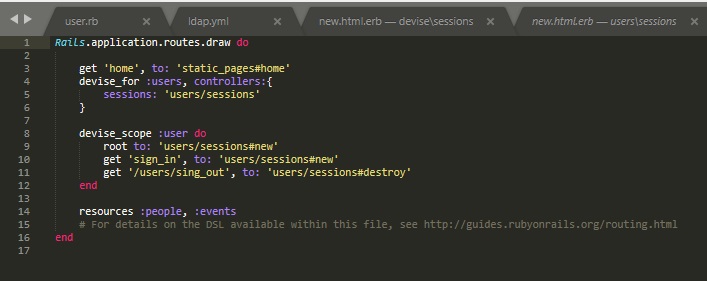 user.rb ldap.yml new.html.erb — devise\sessions new.html.erb — users\sessions
1 Rails.application.routes.draw do
2
3 get 'home', to: 'static_pages#home'
4 devise_for :users, controllers:{
5 sessions: 'users/sessions'
6 }
7
8 devise_scope :user do
9 root to: 'users/sessions#new'
10 get 'sign_in', to: 'users/sessions#new'
11 get '/users/sing_out', to: 'users/sessions#destroy'
12 end
13
14 resources :people, :events
15 # For details on the DSL available within this file, see http://guides.rubyonrails.org/routing.html
16 end
17